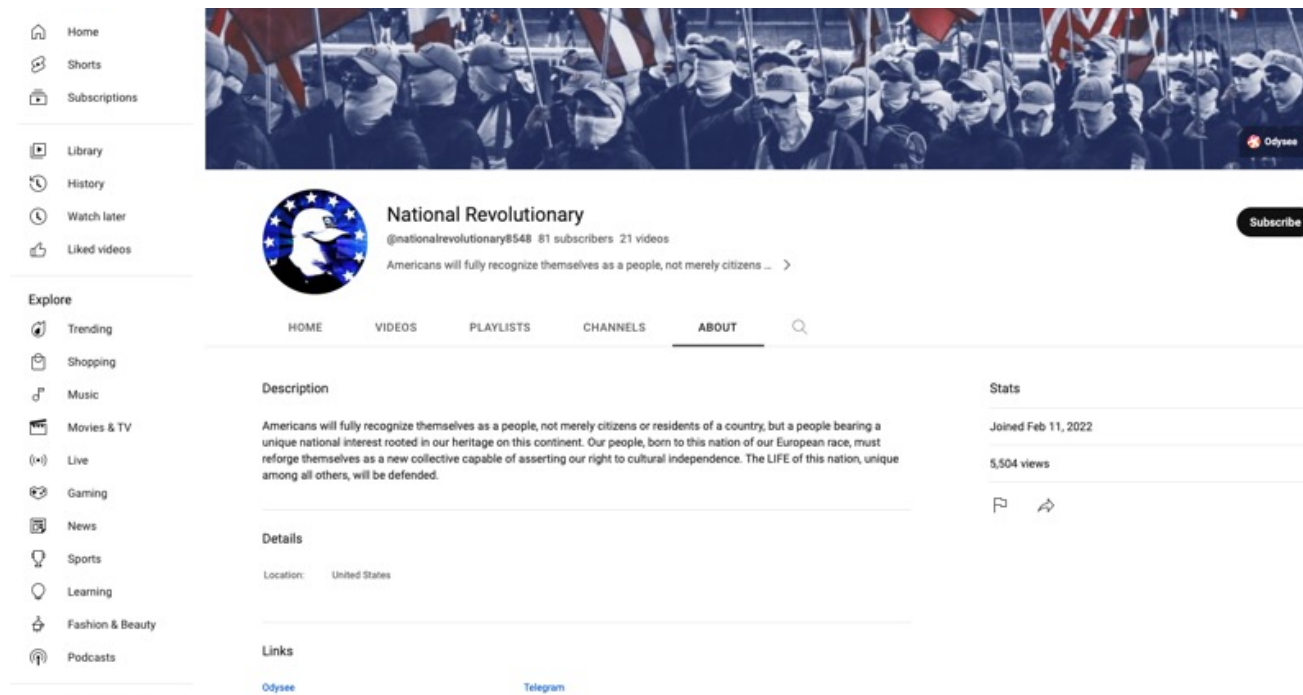 Home
Shorts
Subscriptions
Library
History
Watch later
Liked videos
Explore
Trending
Shopping
Music
Movies & TV
Live
Gaming
News
Sports
Learning
Fashion & Beauty
Podcasts
Odysee
National Revolutionary
@nationalrevolutionary8548 81 subscribers 21 videos
Americans will fully recognize themselves as a people, not merely citizens ...
Subscribe
HOME VIDEOS PLAYLISTS CHANNELS ABOUT
Description
Americans will fully recognize themselves as a people, not merely citizens or residents of a country, but a people bearing a
unique national interest rooted in our heritage on this continent. Our people, born to this nation of our European race, must
reforge themselves as a new collective capable of asserting our right to cultural independence. The LIFE of this nation, unique
among all others, will be defended.
Details
Location: United States
Links
Odysee Telegram
Stats
Joined Feb 11, 2022
5,504 views